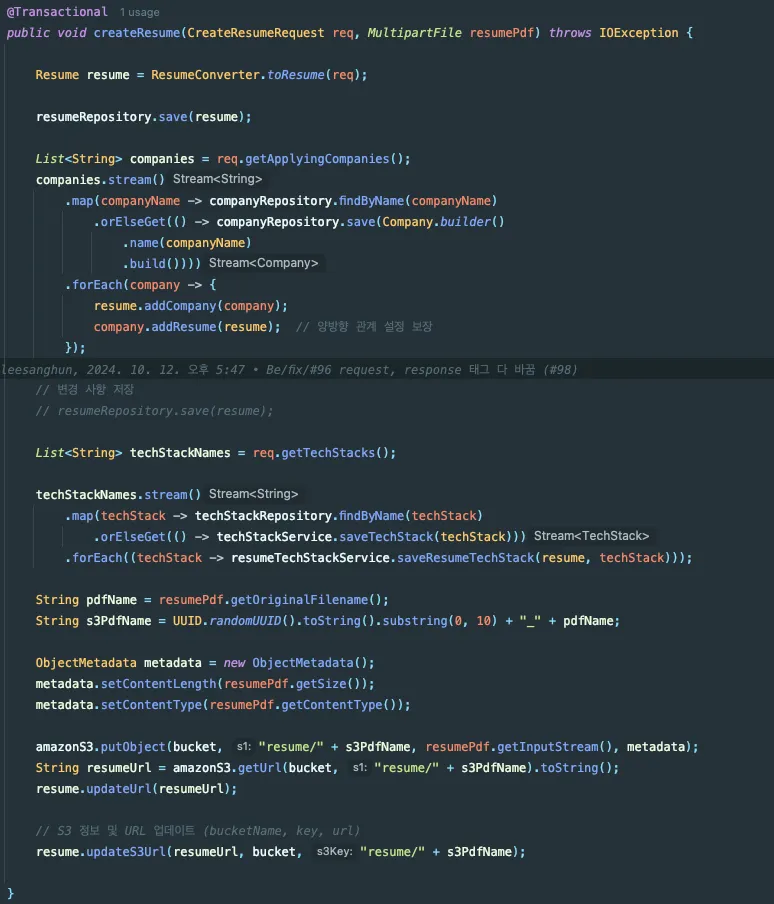 @Transactional 1 usage
public void createResume(CreateResumeRequest req, MultipartFile resumePdf) throws IOException {
Resume resume = ResumeConverter.toResume(req);
resumeRepository.save(resume);
List<String> companies = req.getApplyingCompanies();
companies.stream() Stream<String>
.map(companyName -> companyRepository.findByName(companyName)
.orElseGet(() -> companyRepository.save(Company.builder()
.name(companyName)
.build()))) Stream<Company>
.forEach(company -> {
resume.addCompany(company);
company.addResume(resume); // 양방향 관계 설정 보장
});
leesanghun, 2024. 10. 12. 오후 5:47 • Be/fix/#96 request, response 태그 다 바꿈 (#98)
// 변경 사항 저장
// resumeRepository.save(resume);
List<String> techStackNames = req.getTechStacks();
techStackNames.stream() Stream<String>
.map(techStack -> techStackRepository.findByName(techStack)
.orElseGet(() -> techStackService.saveTechStack(techStack))) Stream<TechStack>
.forEach((techStack -> resumeTechStackService.saveResumeTechStack(resume, techStack)));
String pdfName = resumePdf.getOriginalFilename();
String s3PdfName = UUID.randomUUID().toString().substring(0, 10) + "_" + pdfName;
ObjectMetadata metadata = new ObjectMetadata();
metadata.setContentLength(resumePdf.getSize());
metadata.setContentType(resumePdf.getContentType());
amazonS3.putObject(bucket, s1: "resume/" + s3PdfName, resumePdf.getInputStream(), metadata);
String resumeUrl = amazonS3.getUrl(bucket, s1: "resume/" + s3PdfName).toString();
resume.updateUrl(resumeUrl);
// S3 정보 및 URL 업데이트 (bucketName, key, url)
resume.updateS3Url(resumeUrl, bucket, s3Key: "resume/" + s3PdfName);
}